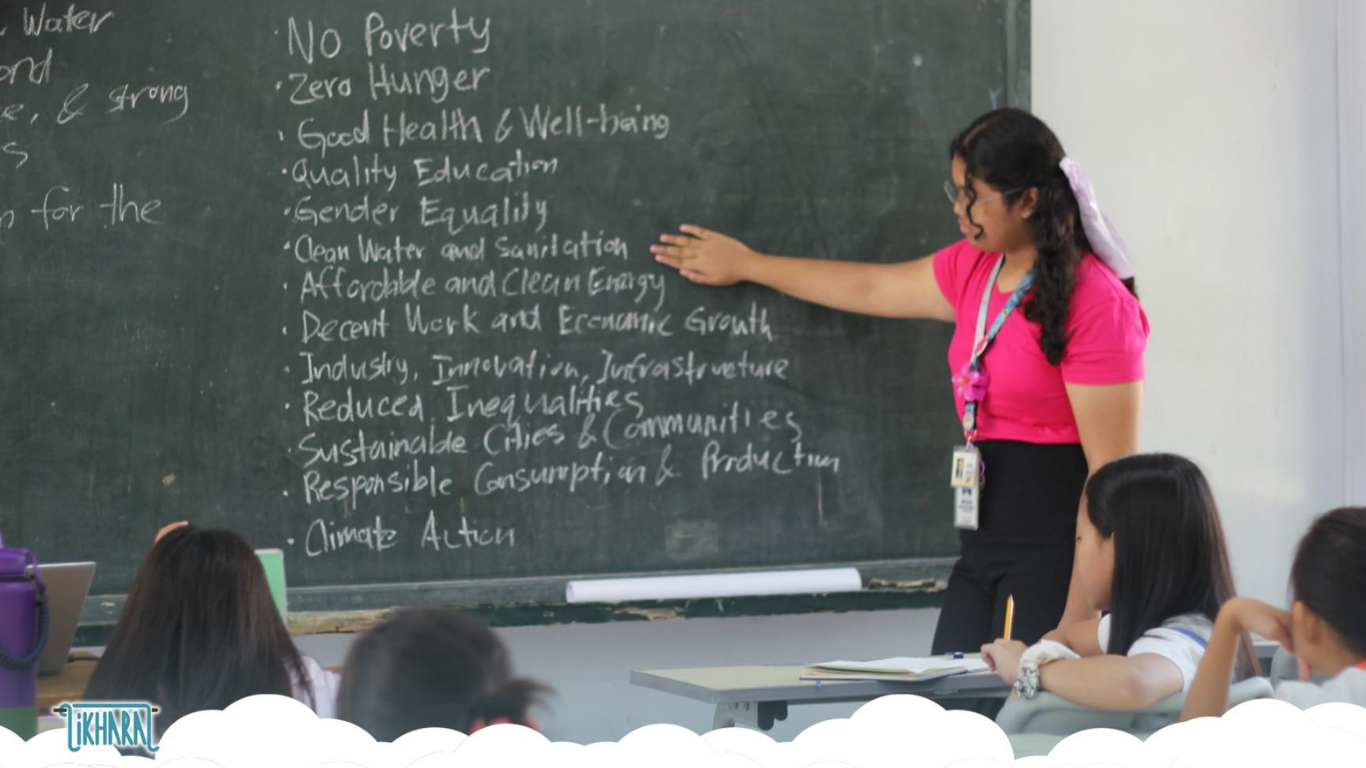 Water
ond
e, & strong
s
for the
· No Poverty
· Zero Hunger
· Good Health & Well-being
· Quality Education
· Gender Equality
· Clean Water and Sanitation
· Affordable and Clean Energy
· Decent Work and Economic Growth
· Industry, Innovation, Infrastructure
· Reduced Inequalities
· Sustainable Cities & Communities
· Responsible Consumption & Production
· Climate Action
LIKHARAL